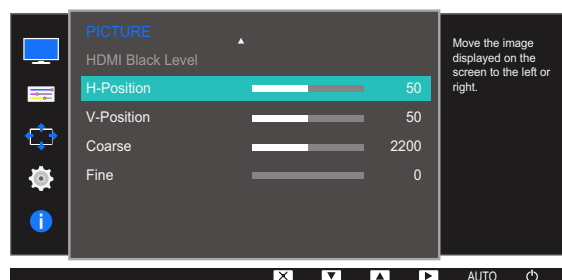 PICTURE
HDMI Black Level
H-Position 50
V-Position 50
Coarse 2200
Fine 0
Move the image
displayed on the
screen to the left or
right.
AUTO